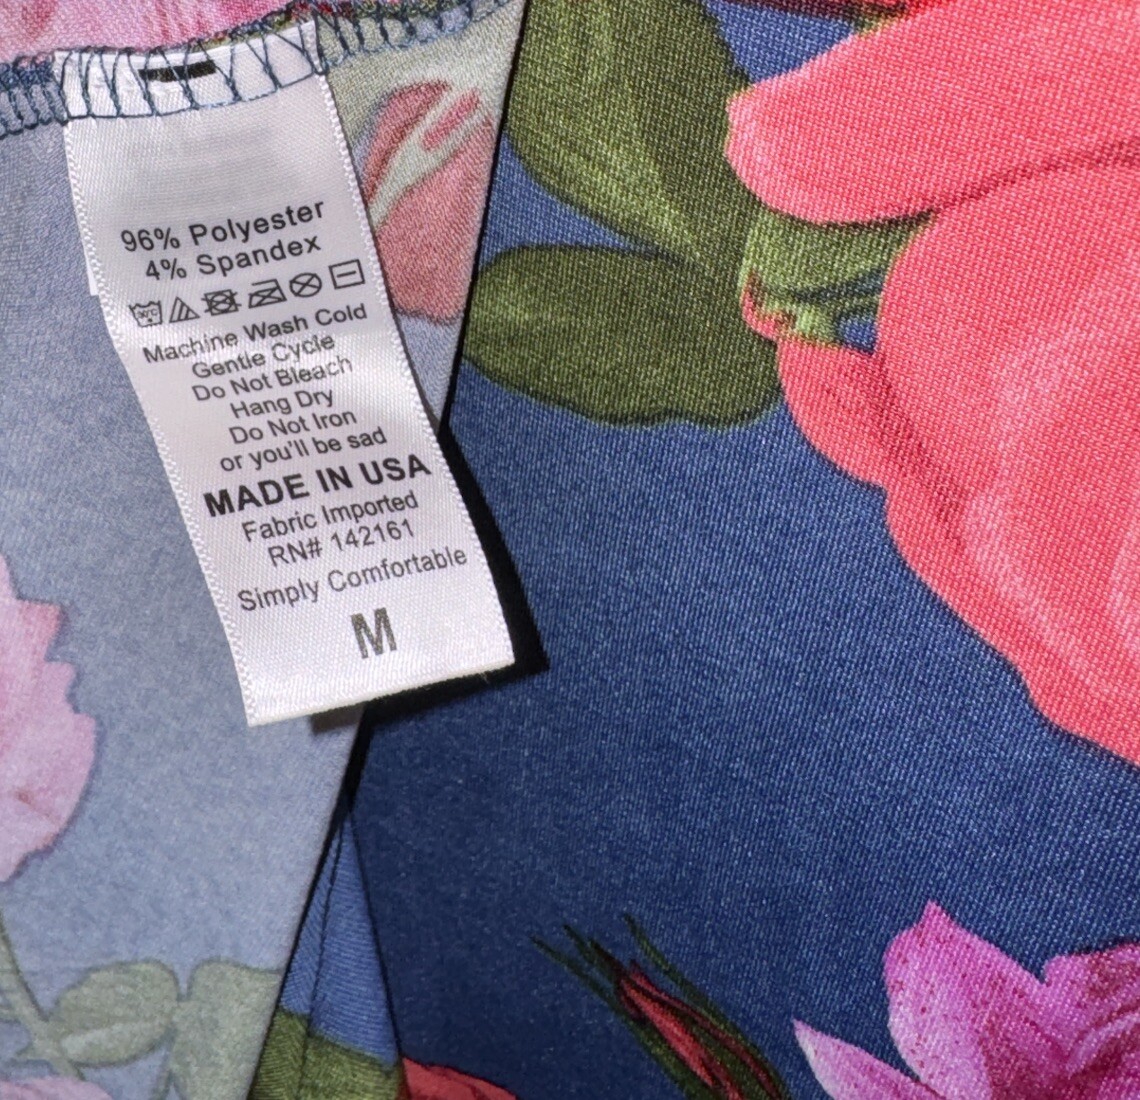 96% Polyester
4% Spandex
30°C
Machine Wash Cold
Gentle Cycle
Do Not Bleach
Hang Dry
Do Not Iron
or you'll be sad
MADE IN USA
Fabric Imported
RN# 142161
Simply Comfortable
M